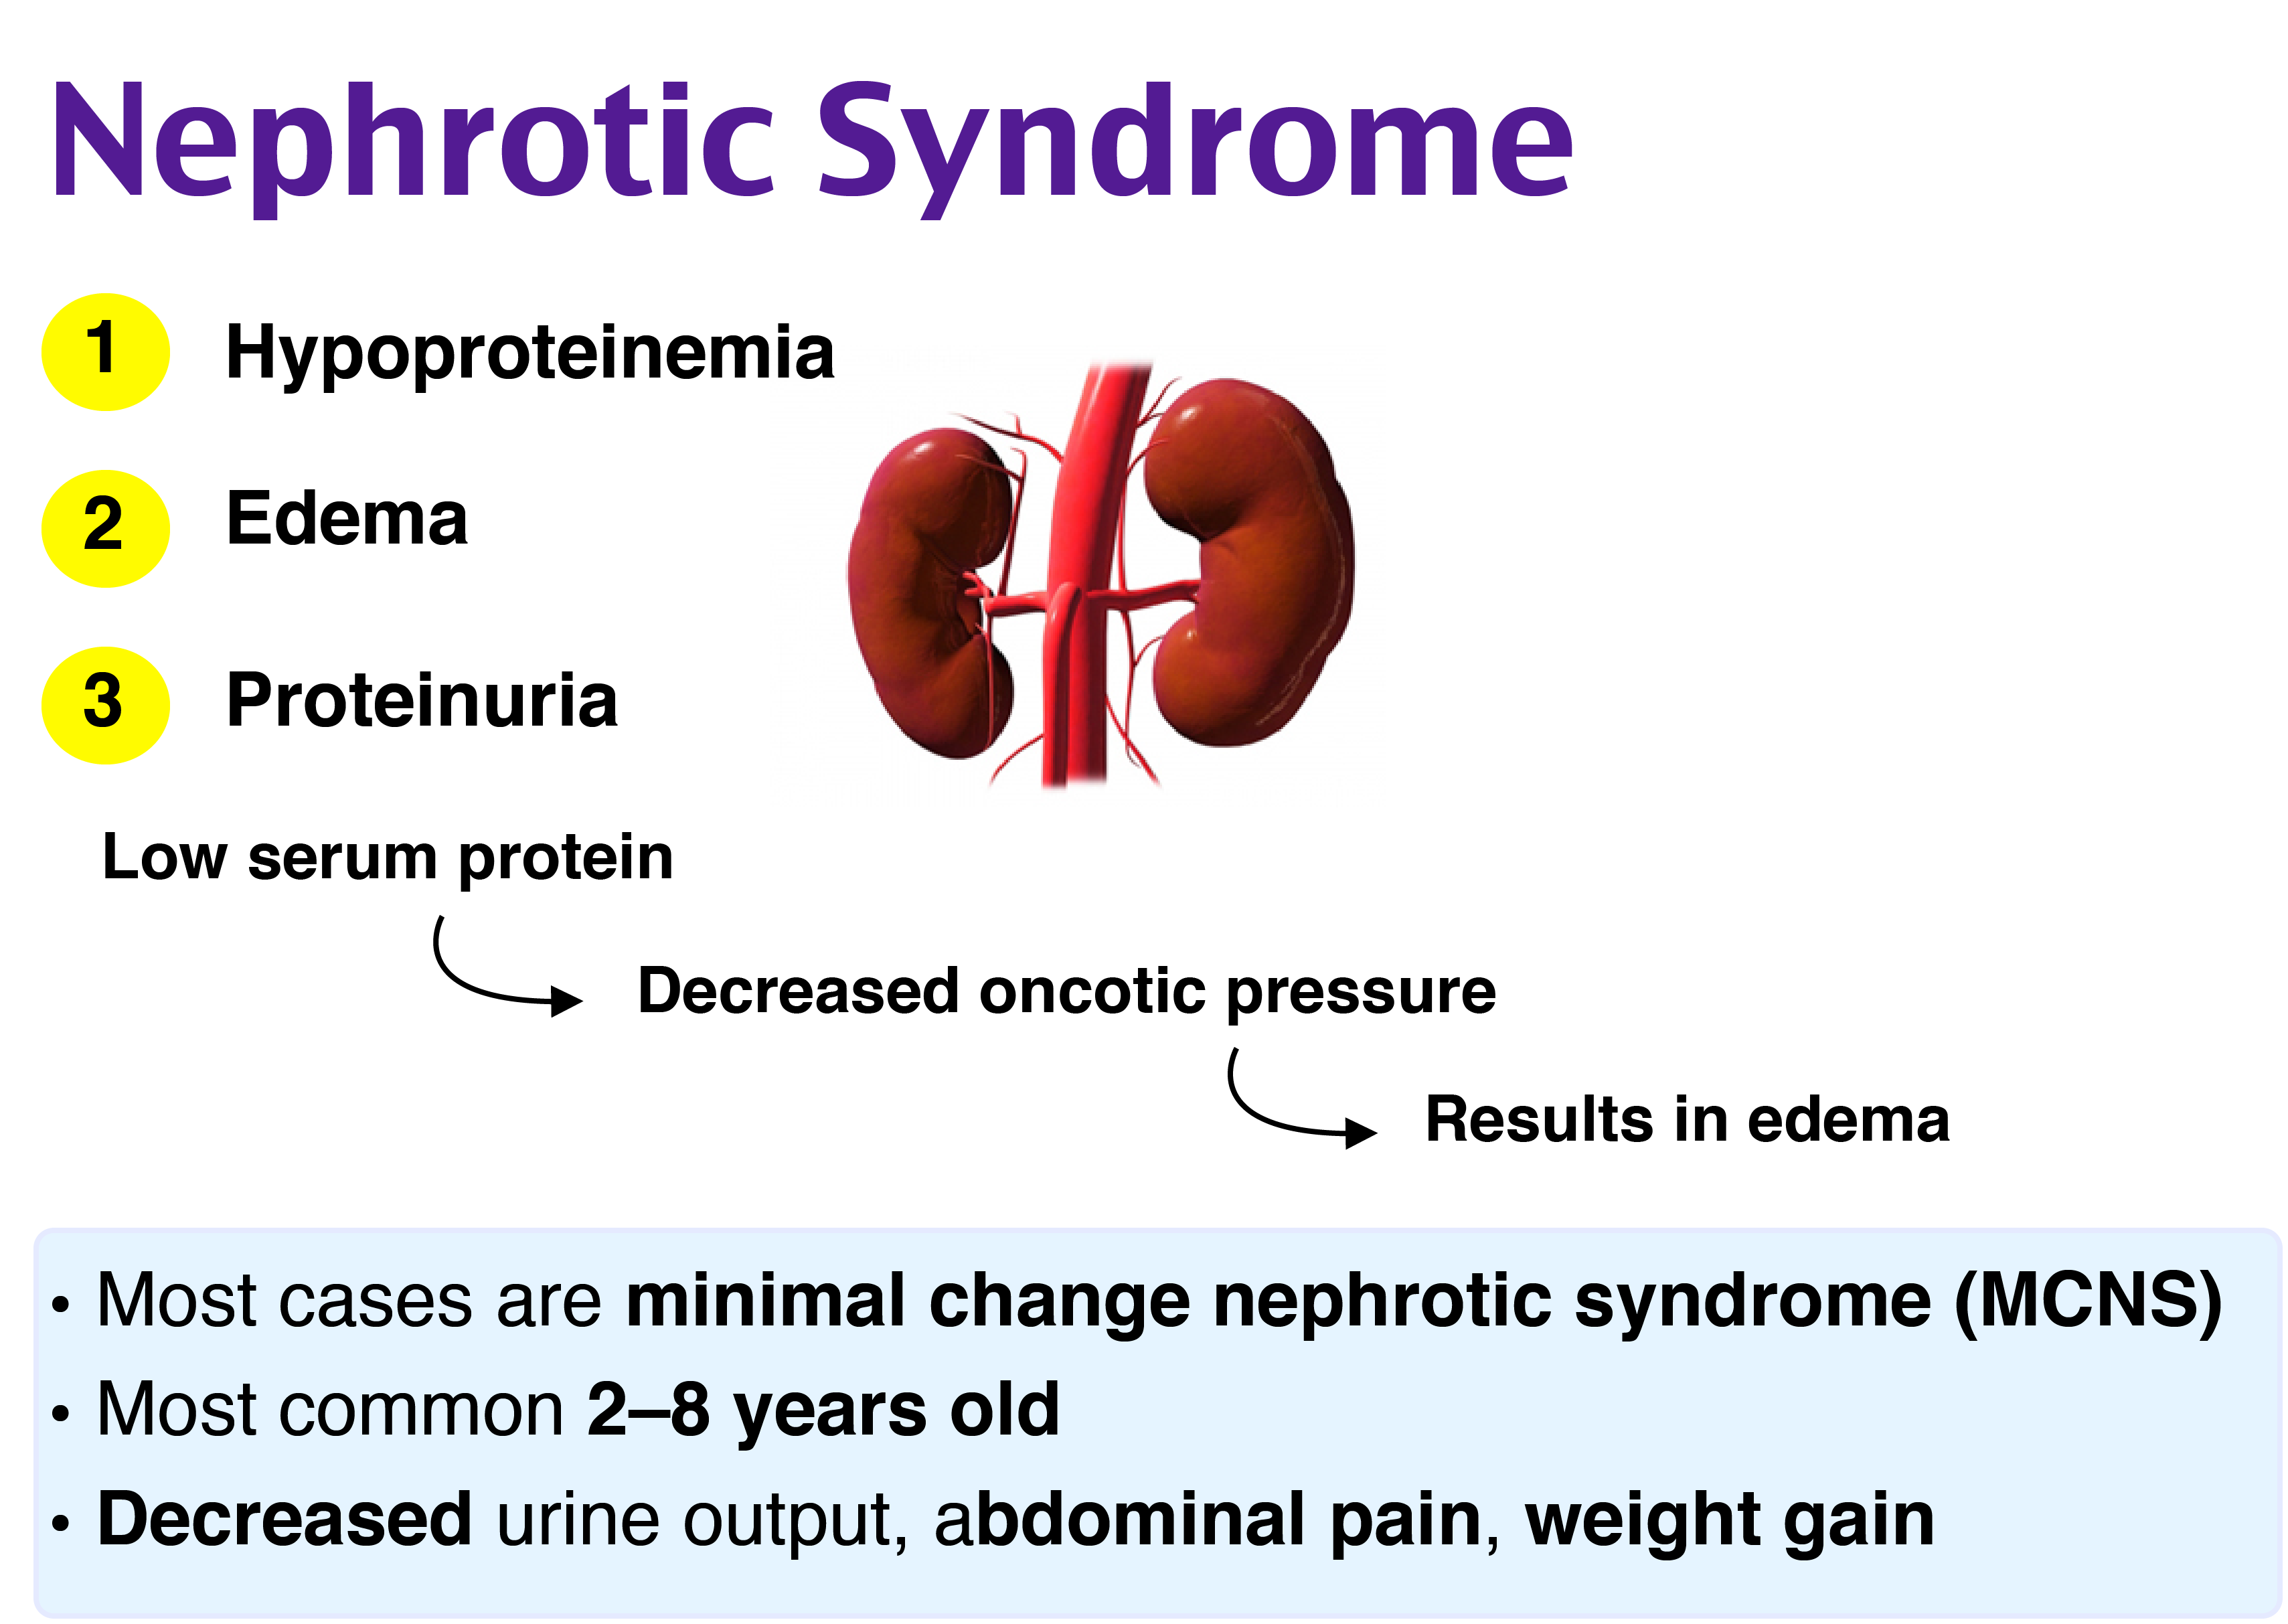 Nephrotic Syndrome
1 Hypoproteinemia
2 Edema
3 Proteinuria
Low serum protein
Decreased oncotic pressure
Results in edema
• Most cases are minimal change nephrotic syndrome (MCNS)
• Most common 2–8 years old
• Decreased urine output, abdominal pain, weight gain